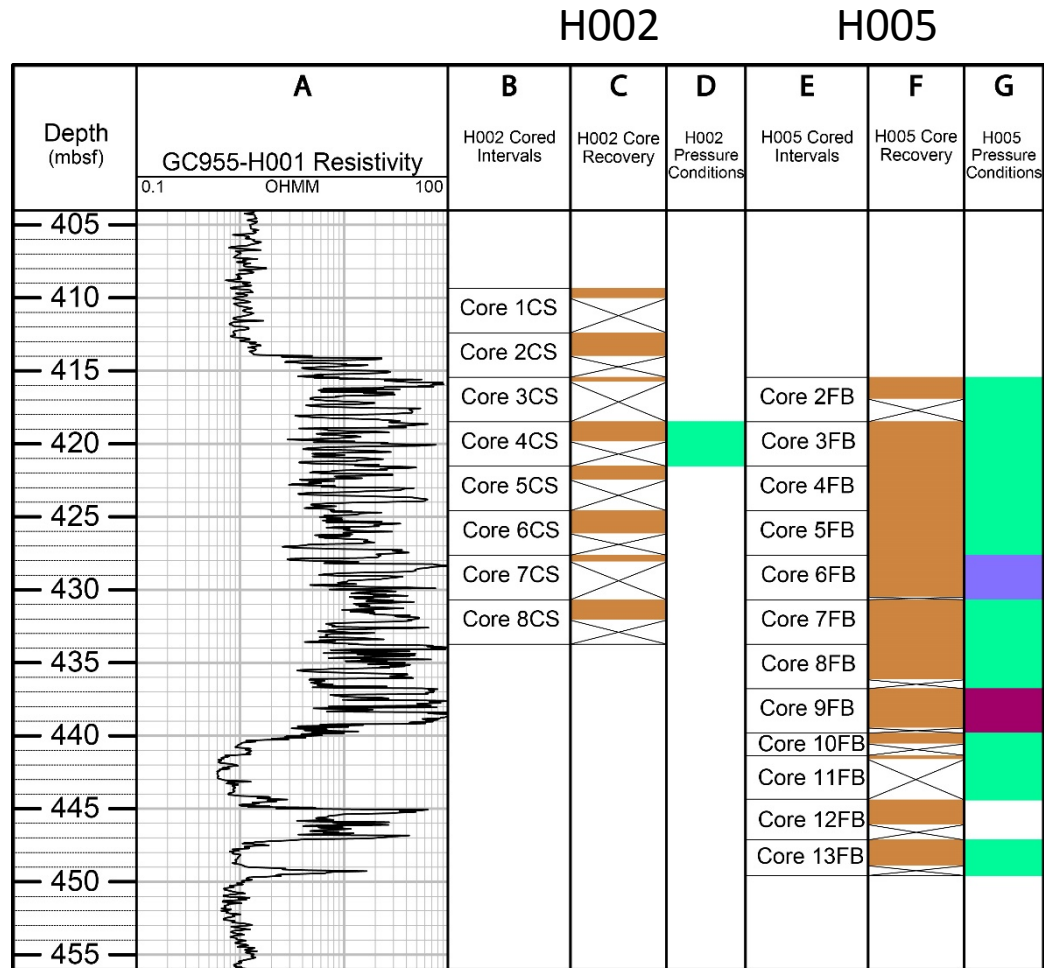 H002
H005
A
B
C
D
E
F
G
Depth
(mbsf)
GC955-H001 Resistivity
0.1
OHMM
100
H002 Cored
Intervals
H002 Core
Recovery
H002
Pressure
Conditions
H005 Cored
Intervals
H005 Core
Recovery
H005
Pressure
Conditions
405
410
Core 1CS
Core 2CS
415
Core 3CS
Core 2FB
420
Core 4CS
Core 3FB
Core 5CS
Core 4FB
425
Core 6CS
Core 5FB
430
Core 7CS
Core 6FB
Core 8CS
Core 7FB
435
Core 8FB
Core 9FB
440
Core 10FB
Core 11FB
445
Core 12FB
Core 13FB
450
455